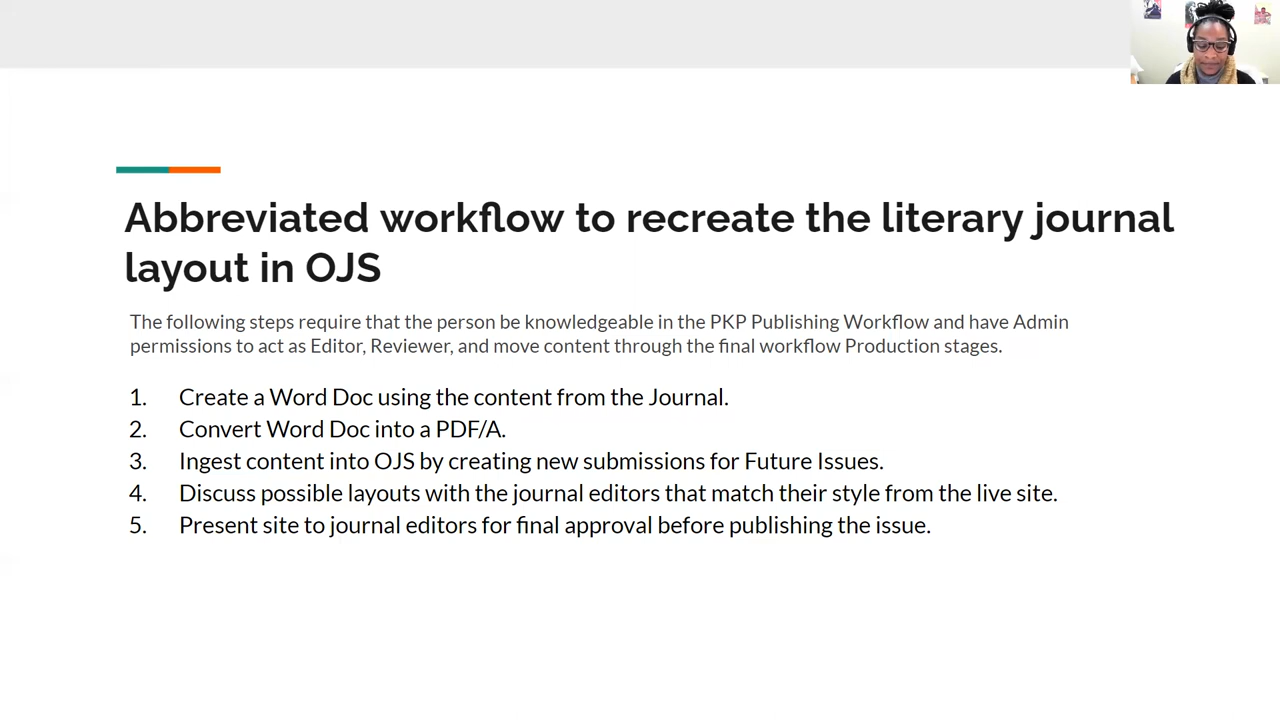 Abbreviated workflow to recreate the literary journal
layout in OJS
The following steps require that the person be knowledgeable in the PKP Publishing Workflow and have Admin
permissions to act as Editor, Reviewer, and move content through the final workflow Production stages.
1. Create a Word Doc using the content from the Journal.
2. Convert Word Doc into a PDF/A.
3. Ingest content into OJS by creating new submissions for Future Issues.
4. Discuss possible layouts with the journal editors that match their style from the live site.
5. Present site to journal editors for final approval before publishing the issue.